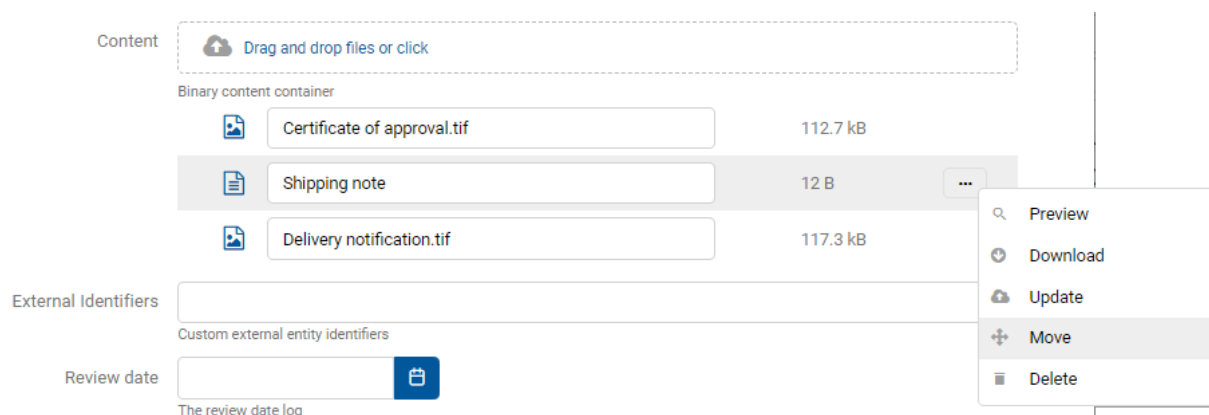 Content
Drag and drop files or click
Binary content container
Certificate of approval.tif 112.7 kB
Shipping note 12 B ...
Delivery notification.tif 117.3 kB
Preview
Download
Update
Move
Delete
External Identifiers
Custom external entity identifiers
Review date
The review date log